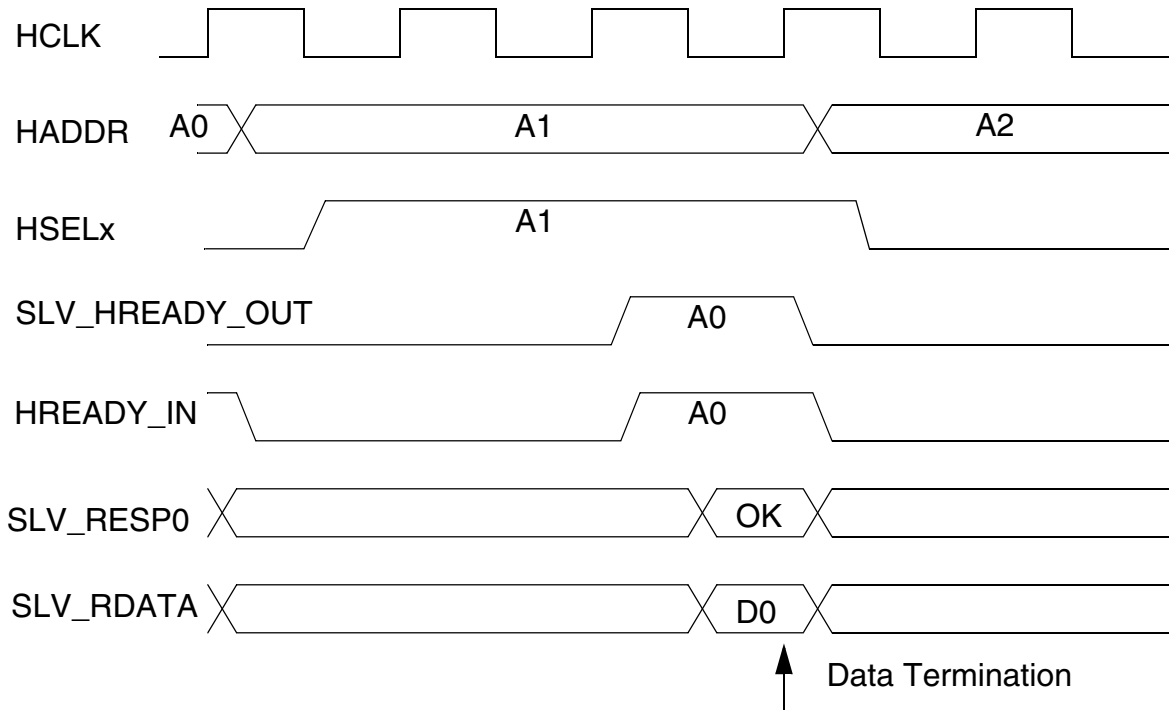 HCLK
HADDR A0 A1 A2
HSELx A1
SLV_HREADY_OUT A0
HREADY_IN A0
SLV_RESP0 OK
SLV_RDATA D0
Data Termination